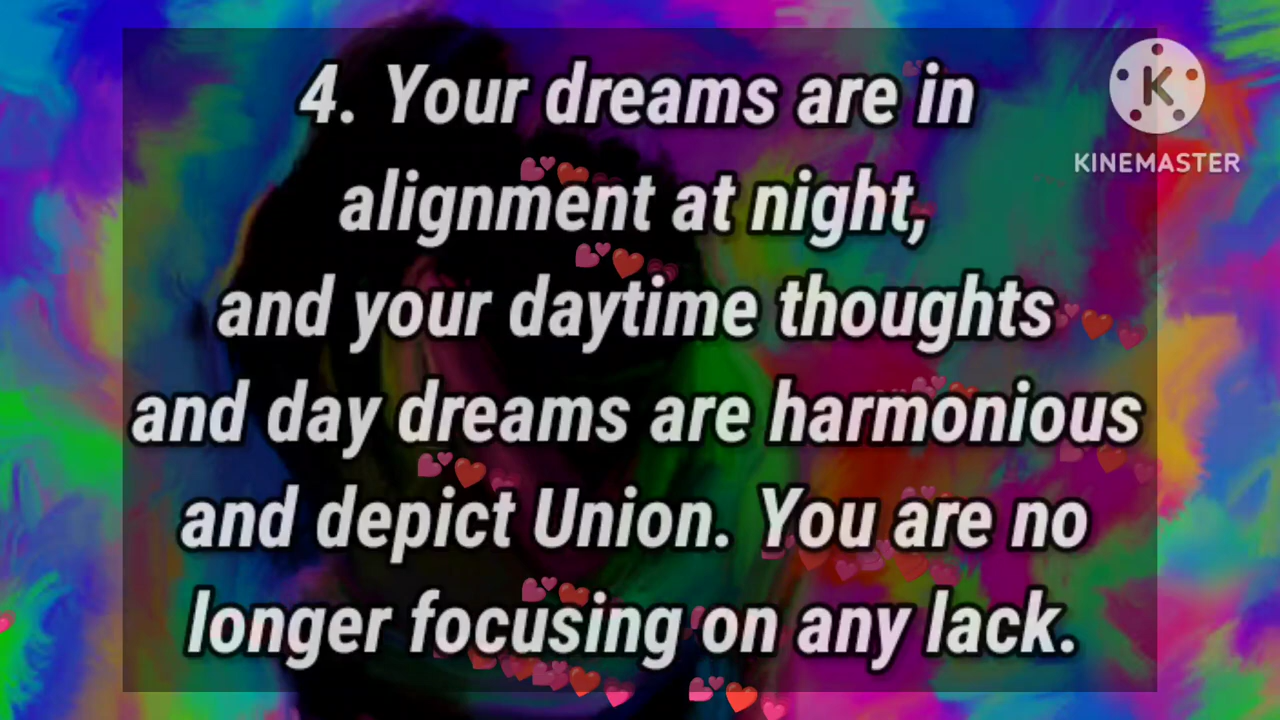 4. Your dreams are in
alignment at night,
and your daytime thoughts
and day dreams are harmonious
and depict Union. You are no
longer focusing on any lack.
K
KINEMASTER